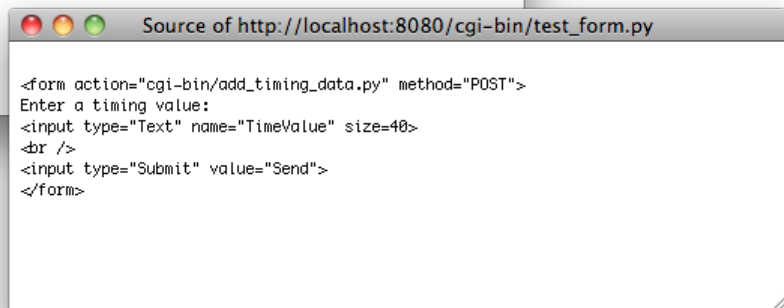 Source of http://localhost:8080/cgi-bin/test_form.py
<form action="cgi-bin/add_timing_data.py" method="POST">
Enter a timing value:
<input type="Text" name="TimeValue" size=40>
<br />
<input type="Submit" value="Send">
</form>